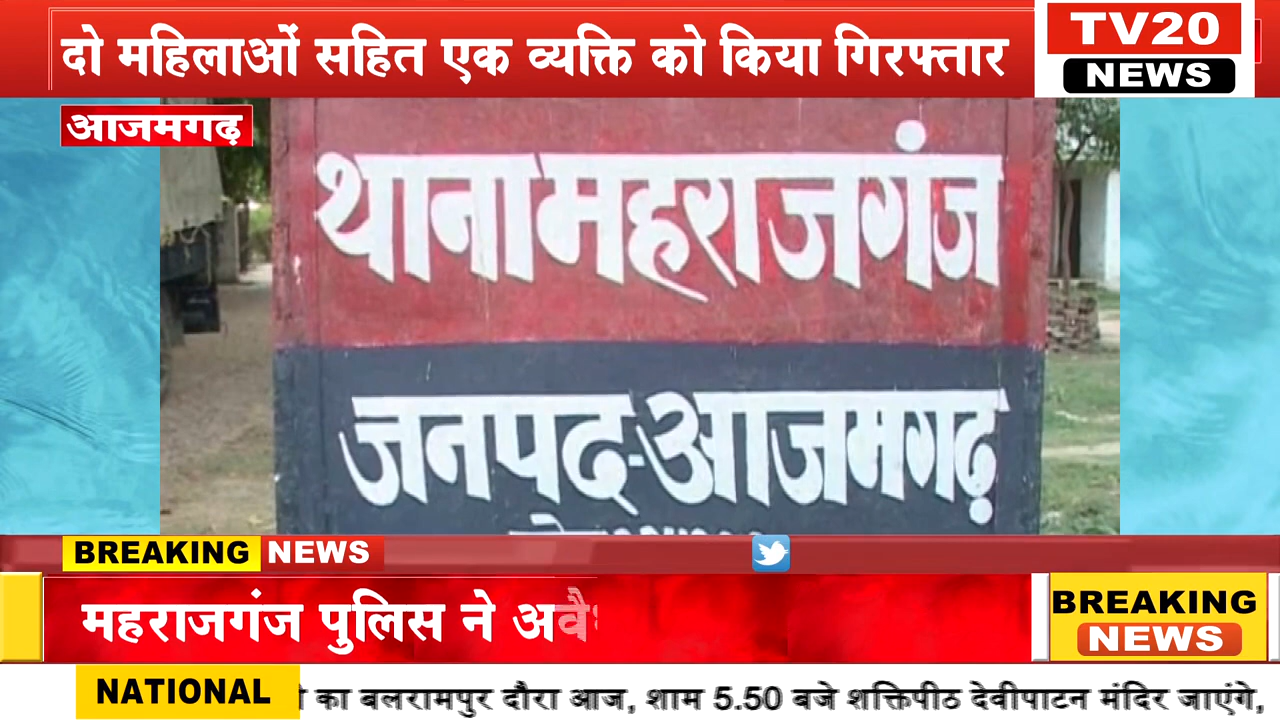 दो महिलाओं सहित एक व्यक्ति को किया गिरफ्तार
TV20
NEWS
आजमगढ़
थाना महराजगंज
जनपद-आजमगढ़
BREAKING NEWS
महराजगंज पुलिस ने
BREAKING
NEWS
NATIONAL
का बलरामपुर दौरा आज, शाम 5.50 बजे शक्तिपीठ देवीपाटन मंदिर जाएंगे,